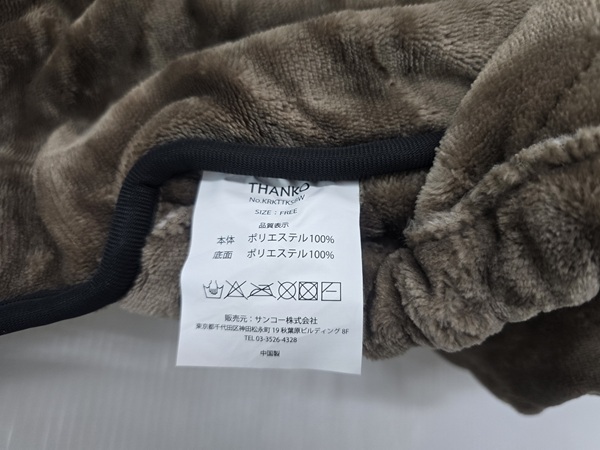 THANKO
No.KRKTTKSBW
SIZE：FREE
品質表示
本体 ポリエステル100%
底面 ポリエステル100%
販売元：サンコー株式会社
東京都千代田区神田松永町 19 秋葉原ビルディング 8F
TEL 03-3526-4328
中国製